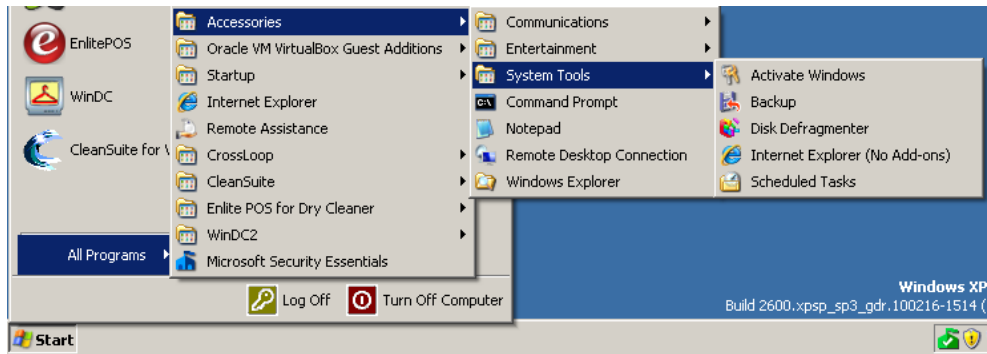 EnlitePOS
WinDC
CleanSuite for
All Programs
Accessories
Oracle VM VirtualBox Guest Additions
Startup
Internet Explorer
Remote Assistance
CrossLoop
CleanSuite
Enlite POS for Dry Cleaner
WinDC2
Microsoft Security Essentials
Communications
Entertainment
System Tools
Command Prompt
Notepad
Remote Desktop Connection
Windows Explorer
Activate Windows
Backup
Disk Defragmenter
Internet Explorer (No Add-ons)
Scheduled Tasks
Log Off
Turn Off Computer
Windows XP
Build 2600.xpsp_sp3_gdr.100216-1514 (
Start